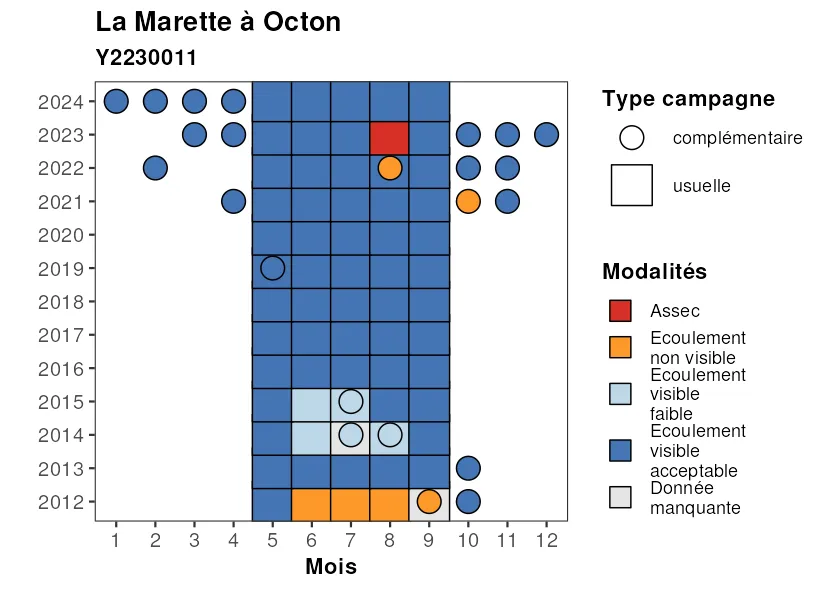 La Marette à Octon
Y2230011
2024
2023
2022
2021
2020
2019
2018
2017
2016
2015
2014
2013
2012
1 2 3 4 5 6 7 8 9 10 11 12
Mois
Type campagne
complémentaire
usuelle
Modalités
Assec
Ecoulement
non visible
Ecoulement
visible
faible
Ecoulement
visible
acceptable
Donnée
manquante